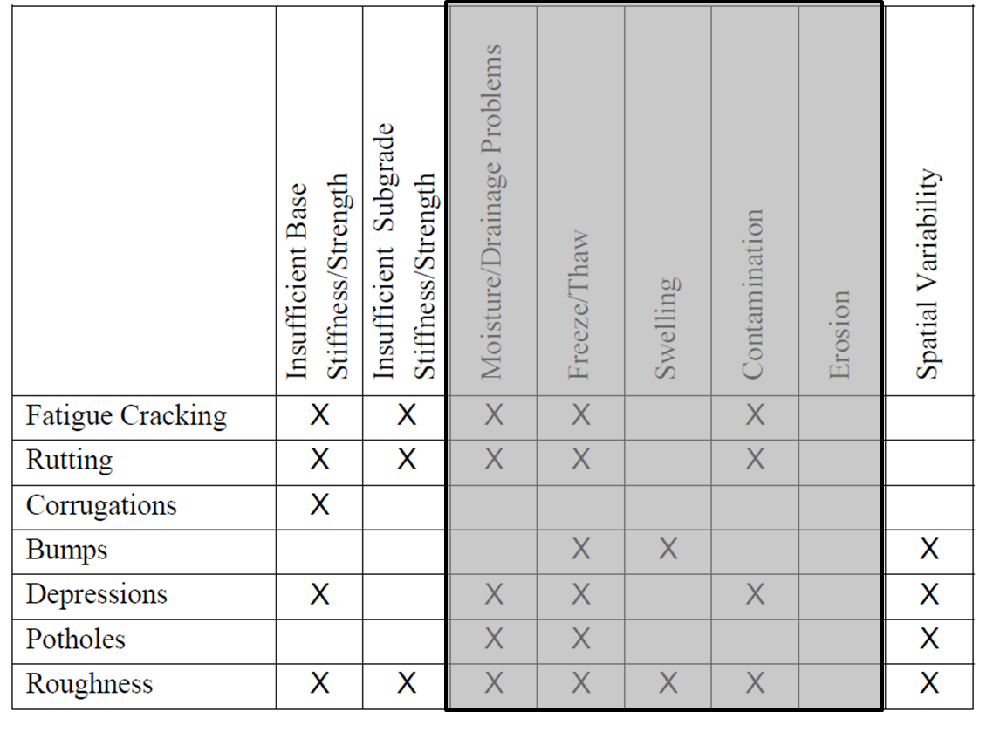 Insufficient Base
Stiffness/Strength
Insufficient Subgrade
Stiffness/Strength
Moisture/Drainage Problems
Freeze/Thaw
Swelling
Contamination
Erosion
Spatial Variability
Fatigue Cracking X X X X X
Rutting X X X X X
Corrugations X
Bumps X X X
Depressions X X X X X
Potholes X X X
Roughness X X X X X X X